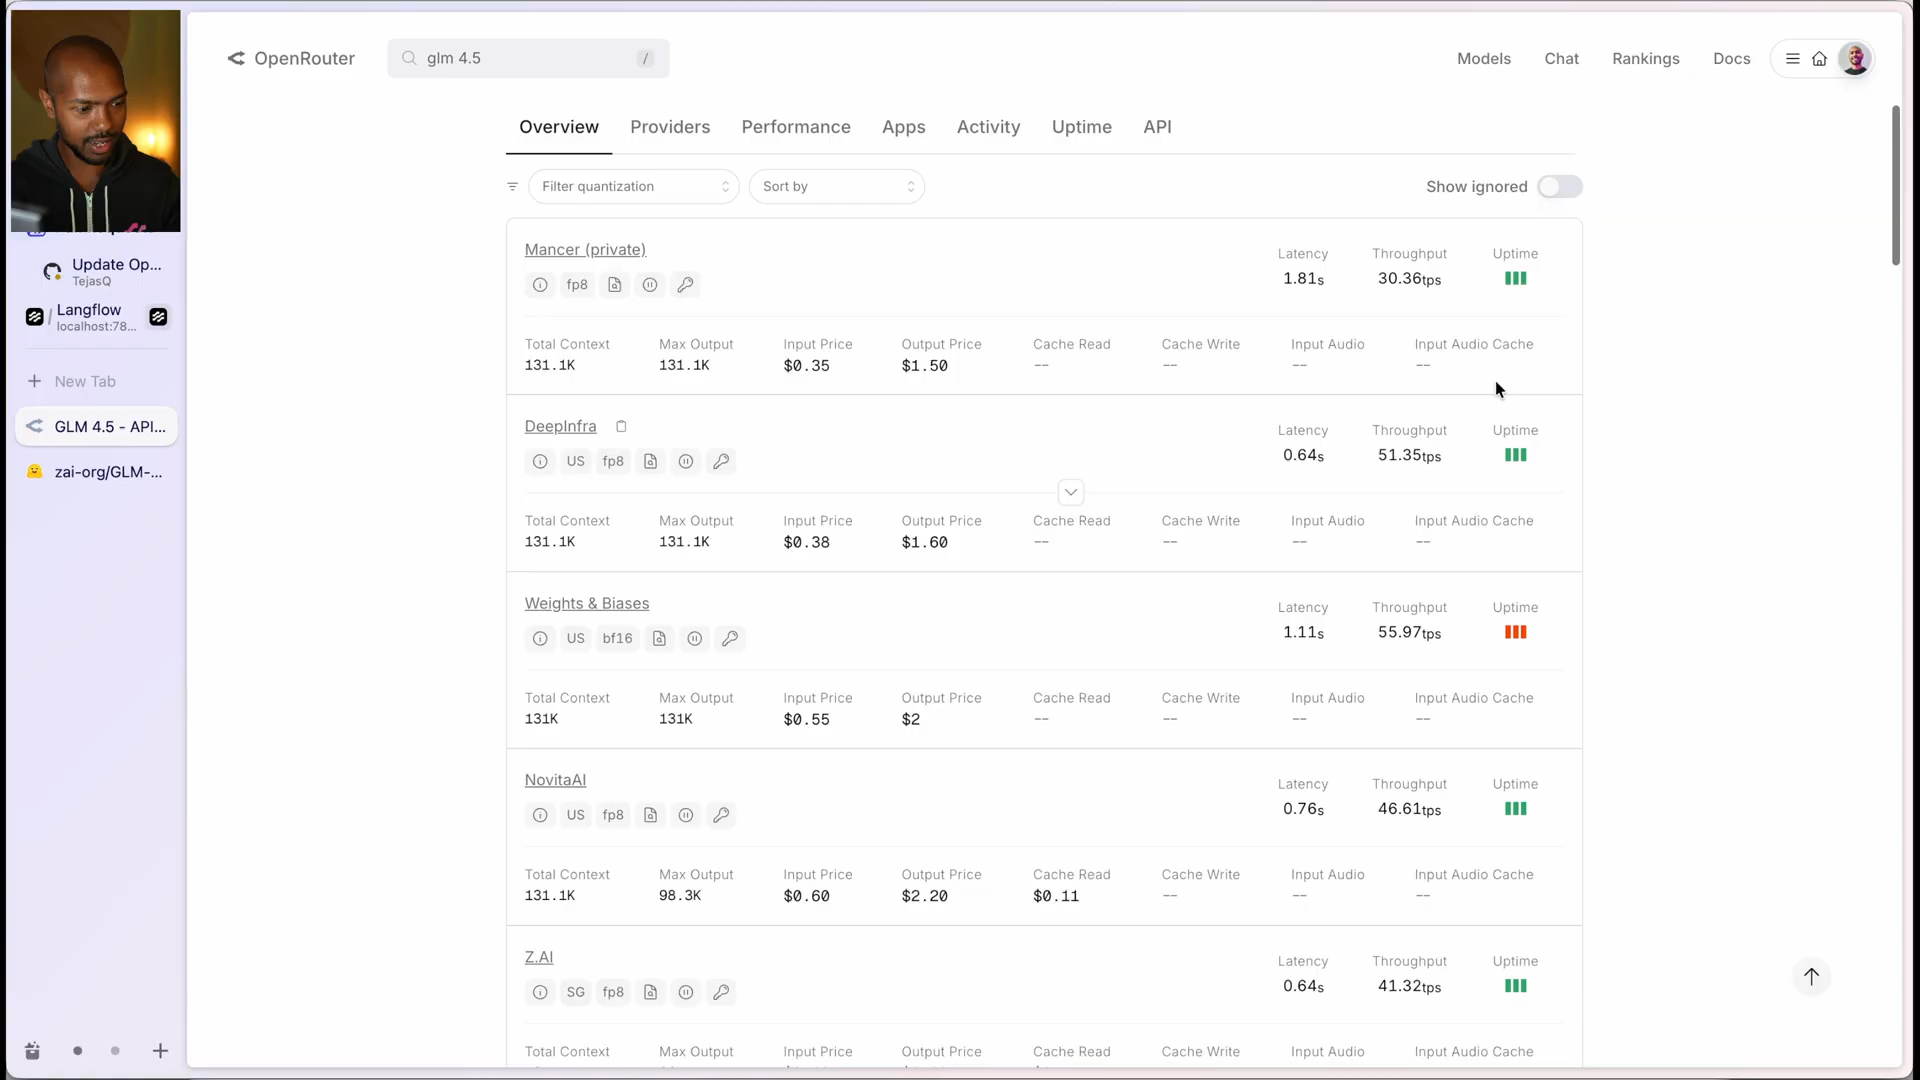 OpenRouter
glm 4.5
/
Models
Chat
Rankings
Docs
Update Op...
TejasQ
Langflow
localhost:78...
New Tab
GLM 4.5 - API...
zai-org/GLM-...
Overview
Providers
Performance
Apps
Activity
Uptime
API
Filter quantization
Sort by
Show ignored
Mancer (private)
fp8
Latency Throughput Uptime
1.81s 30.36tps
Total Context Max Output Input Price Output Price Cache Read Cache Write Input Audio Input Audio Cache
131.1K 131.1K $0.35 $1.50 -- -- -- --
DeepInfra
US fp8
Latency Throughput Uptime
0.64s 51.35tps
Total Context Max Output Input Price Output Price Cache Read Cache Write Input Audio Input Audio Cache
131.1K 131.1K $0.38 $1.60 -- -- -- --
Weights & Biases
US bf16
Latency Throughput Uptime
1.11s 55.97tps
Total Context Max Output Input Price Output Price Cache Read Cache Write Input Audio Input Audio Cache
131K 131K $0.55 $2 -- -- -- --
NovitaAI
US fp8
Latency Throughput Uptime
0.76s 46.61tps
Total Context Max Output Input Price Output Price Cache Read Cache Write Input Audio Input Audio Cache
131.1K 98.3K $0.60 $2.20 $0.11 -- -- --
Z.AI
SG fp8
Latency Throughput Uptime
0.64s 41.32tps
Total Context Max Output Input Price Output Price Cache Read Cache Write Input Audio Input Audio Cache